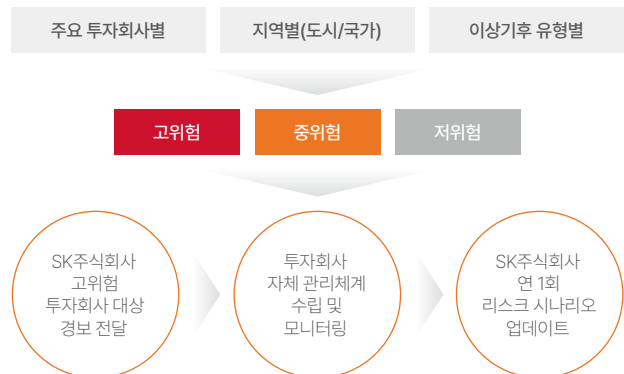 주요 투자회사별
지역별(도시/국가)
이상기후 유형별
고위험
중위험
저위험
SK주식회사
고위험
투자회사 대상
경보 전달
투자회사
자체 관리체계
수립 및
모니터링
SK주식회사
연 1회
리스크 시나리오
업데이트